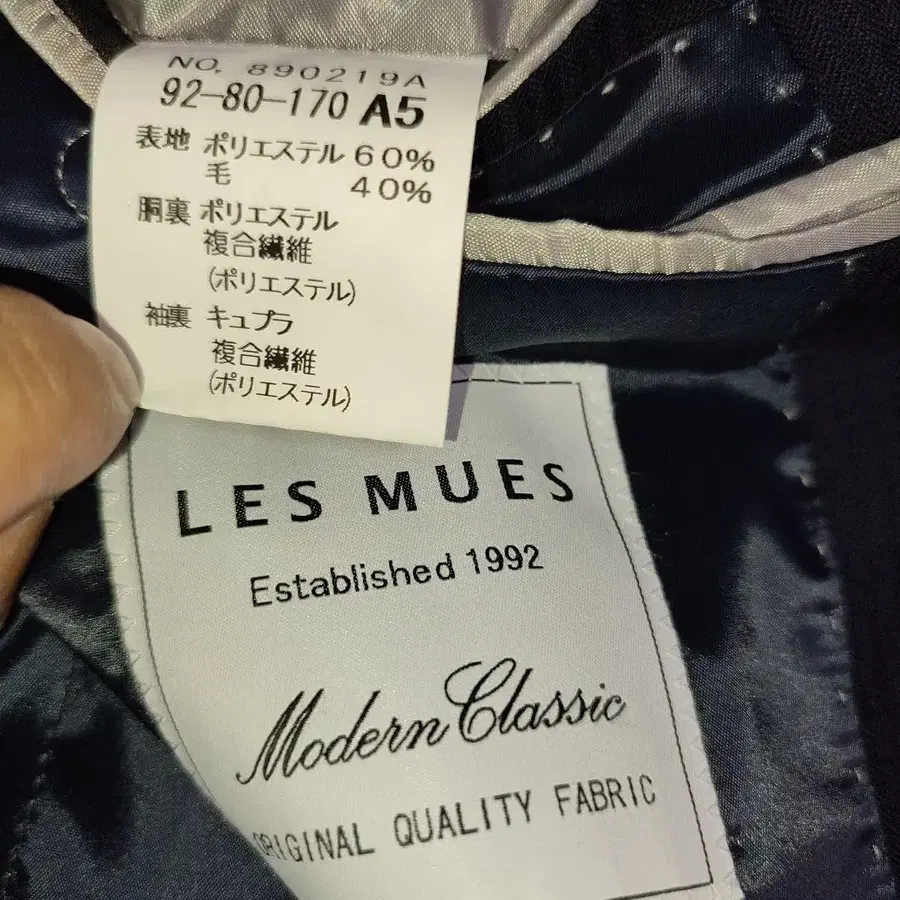 NO, 890219A
92-80-170 A5
表地 ポリエステル 60%
毛 40%
胴裏 ポリエステル
複合繊維
(ポリエステル)
袖裏 キュプラ
複合繊維
(ポリエステル)
LES MUES
Established 1992
Modern Classic
ORIGINAL QUALITY FABRIC